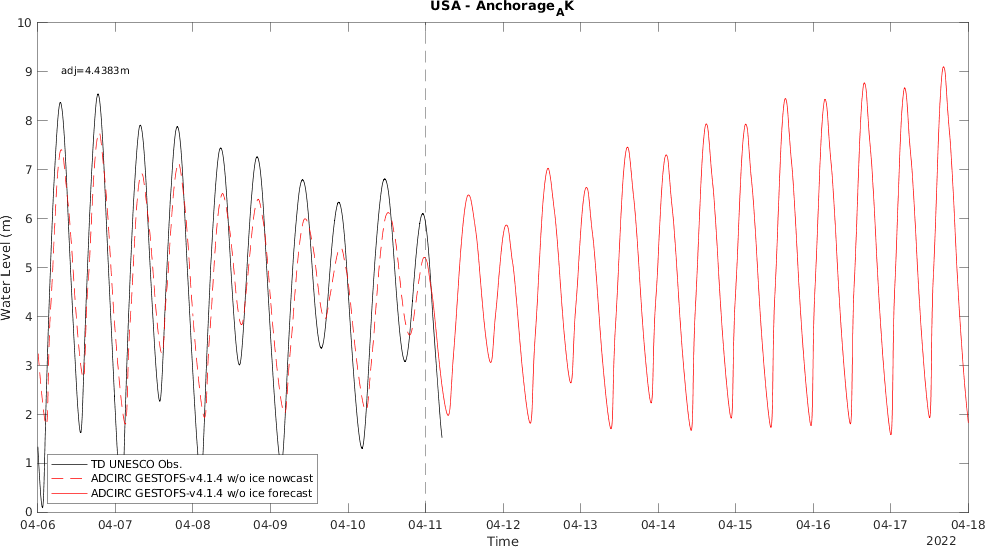 USA - Anchorage_AK
10
9
8
7
6
5
4
3
2
1
0
Water Level (m)
adj=4.4383m
TD UNESCO Obs.
ADCIRC GESTOFS-v4.1.4 w/o ice nowcast
ADCIRC GESTOFS-v4.1.4 w/o ice forecast
04-06 04-07 04-08 04-09 04-10 04-11 04-12 04-13 04-14 04-15 04-16 04-17 04-18
Time
2022